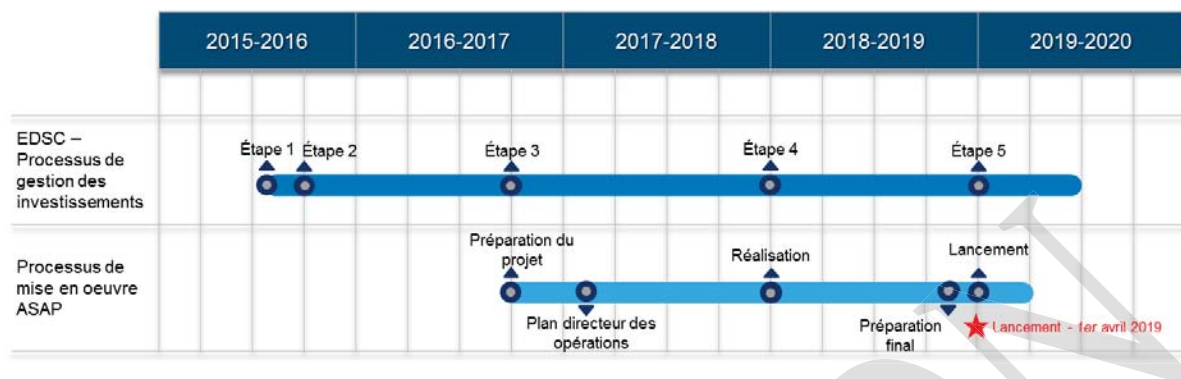 2015-2016 2016-2017 2017-2018 2018-2019 2019-2020
EDSC –
Processus de
gestion des
investissements
Étape 1 Étape 2 Étape 3 Étape 4 Étape 5
Processus de
mise en oeuvre
ASAP
Préparation du
projet
Réalisation
Lancement
Plan directeur des
opérations
Préparation
final
Lancement - 1er avril 2019